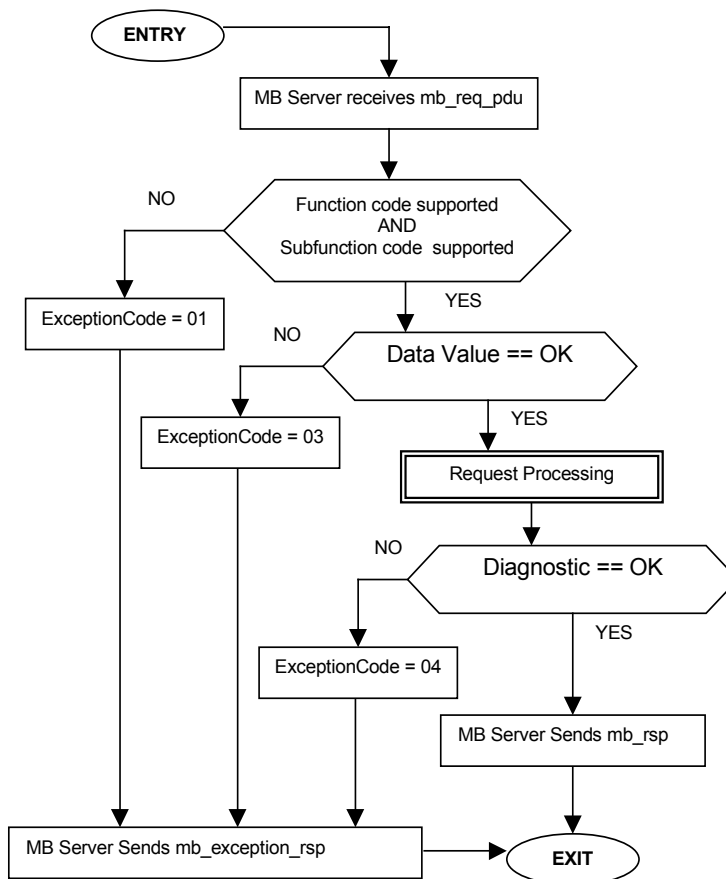 ENTRY
MB Server receives mb_req_pdu
NO
Function code supported
AND
Subfunction code supported
YES
ExceptionCode = 01
NO
Data Value == OK
YES
ExceptionCode = 03
Request Processing
NO
Diagnostic == OK
YES
ExceptionCode = 04
MB Server Sends mb_rsp
MB Server Sends mb_exception_rsp
EXIT